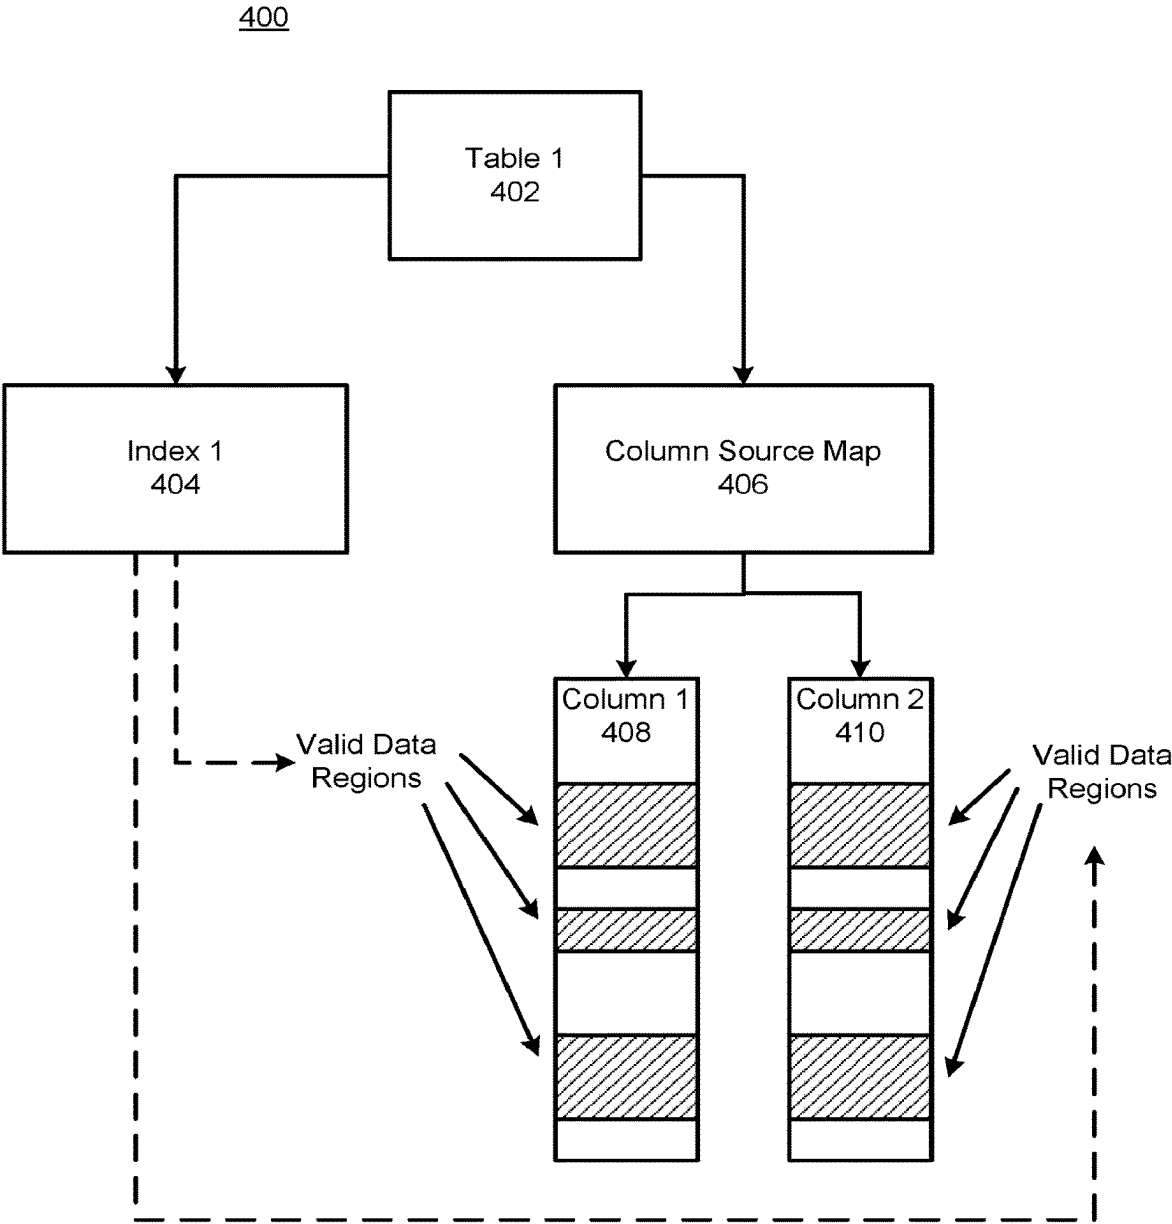 400
Table 1
402
Index 1
404
Column Source Map
406
Column 1
408
Column 2
410
Valid Data
Regions
Valid Data
Regions